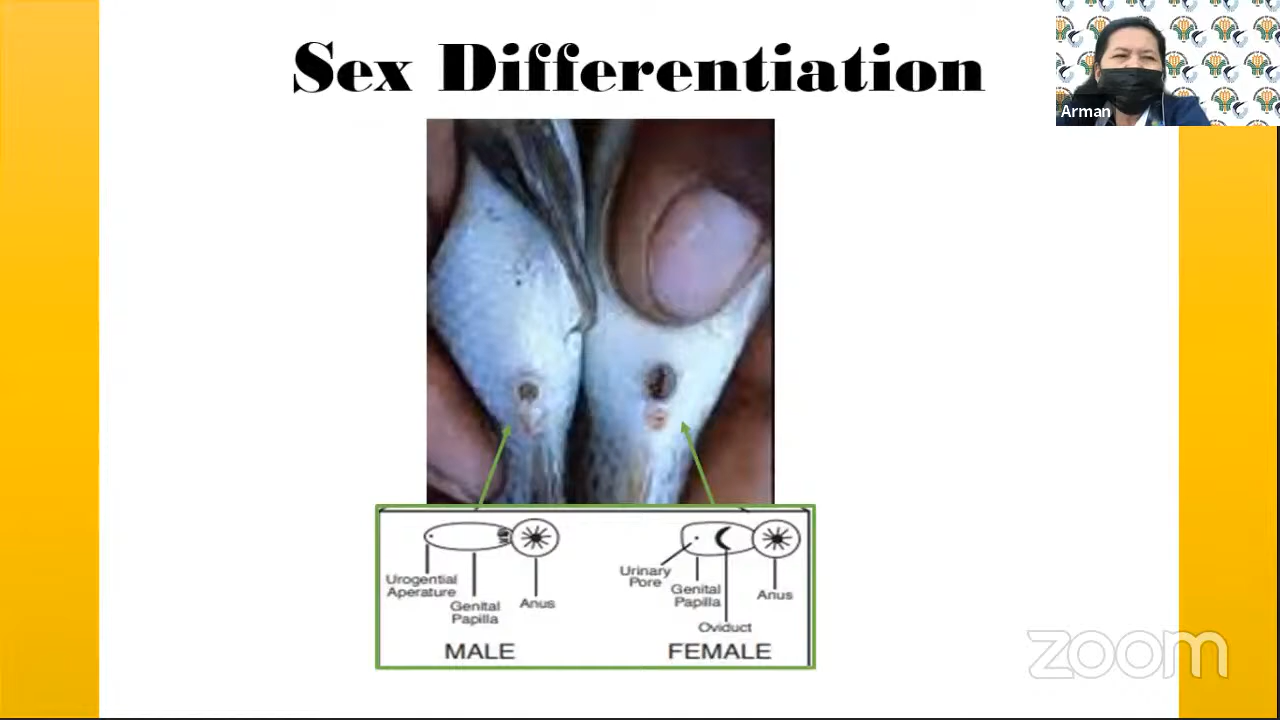 Sex Differentiation
Arman
Urogential
Aperature
Genital
Papilla
Anus
MALE
Urinary
Pore
Genital
Papilla
Oviduct
Anus
FEMALE
zoom